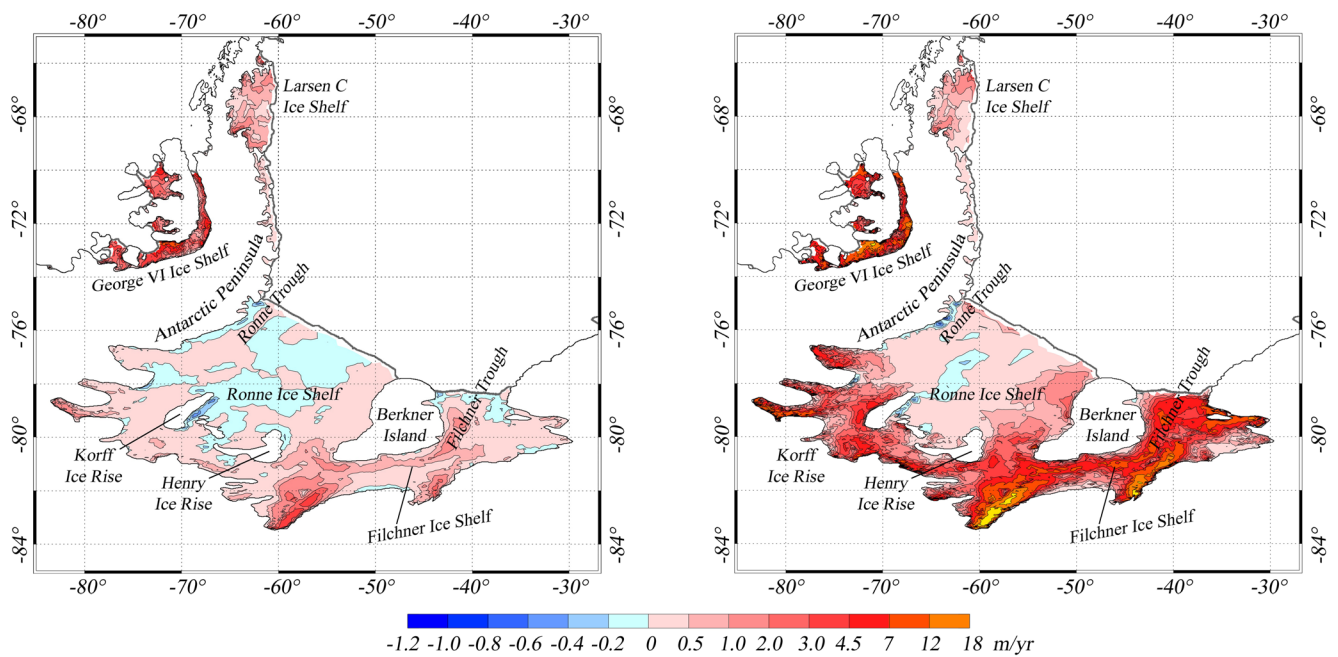 -80° -70° -60° -50° -40° -30°
-80° -70° -60° -50° -40° -30°
Larsen C
Ice Shelf
-68°
-72°
-76°
-80°
-84°
George VI Ice Shelf
Antarctic Peninsula
Ronne Trough
Ronne Ice Shelf
Filchner Trough
Berkner
Island
Korff
Ice Rise
Henry
Ice Rise
Filchner Ice Shelf
-80° -70° -60° -50° -40° -30°
-68°
-72°
-76°
-80°
-84°
Larsen C
Ice Shelf
George VI Ice Shelf
Antarctic Peninsula
Ronne Trough
Ronne Ice Shelf
Filchner Trough
Berkner
Island
Korff
Ice Rise
Henry
Ice Rise
Filchner Ice Shelf
-68°
-72°
-76°
-80°
-84°
-80° -70° -60° -50° -40° -30°
-1.2 -1.0 -0.8 -0.6 -0.4 -0.2 0 0.5 1.0 2.0 3.0 4.5 7 12 18 m/yr